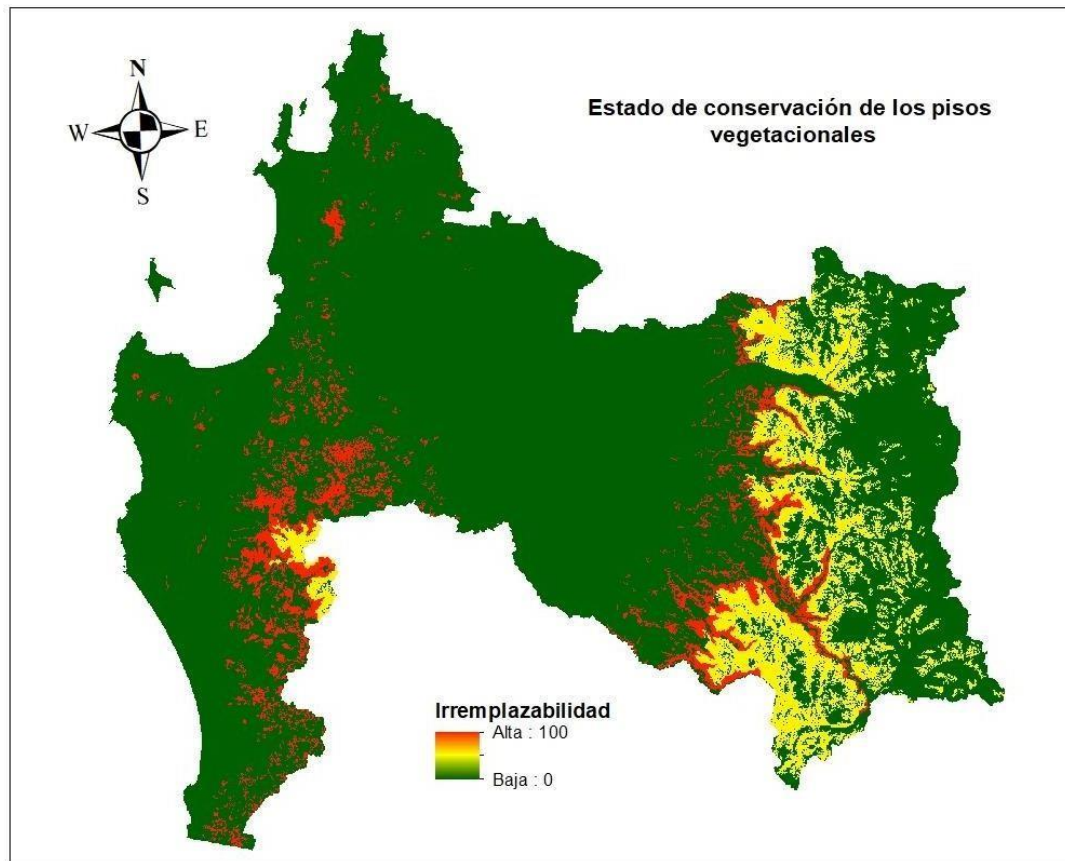 N
W E
S
Estado de conservación de los pisos
vegetacionales
Irremplazabilidad
Alta : 100
Baja : 0